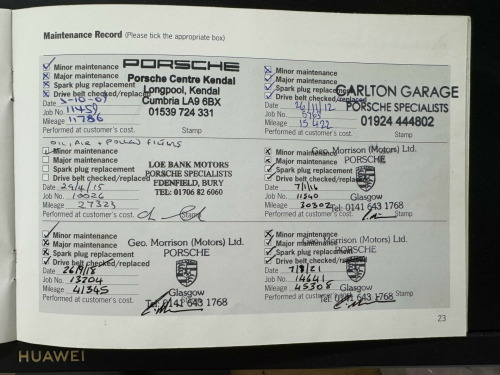 Maintenance Record (Please tick the appropriate box)
Minor maintenance
Major maintenance
Spark plug replacement
Drive belt checked/replaced
Date 5-10-09
Job No. 11459
Mileage 11786
Performed at customer's cost. Stamp
PORSCHE
Porsche Centre Kendal
Longpool, Kendal
Cumbria LA9 6BX
01539 724 331
Minor maintenance
Major maintenance
Spark plug replacement
Drive belt checked/replaced
Date 26/11/12
Job No.
Mileage 15422
Performed at customer's cost. Stamp
CARLTON GARAGE
PORSCHE SPECIALISTS
01924 444802
OIL, AIR + POLLEN FILTERS
Minor maintenance
Major maintenance
Spark plug replacement
Drive belt checked/replaced
Date 29/4/15
Job No. 10026
Mileage 27323
Performed at customer's cost. Stamp
LOE BANK MOTORS
PORSCHE SPECIALISTS
EDENFIELD, BURY
TEL: 01706 82 6060
Minor maintenance
Major maintenance
Spark plug replacement
Drive belt checked/replaced
Date 7/1/16
Job No. 11540
Mileage 30302
Performed at customer's cost. Stamp
Geo. Morrison (Motors) Ltd.
PORSCHE
Glasgow
Tel: 0141 643 1768
Minor maintenance
Major maintenance
Spark plug replacement
Drive belt checked/replaced
Date 26/9/18
Job No. 13704
Mileage 41365
Performed at customer's cost. Stamp
Geo. Morrison (Motors) Ltd.
PORSCHE
Glasgow
Tel: 0141 643 1768
Minor maintenance
Major maintenance
Spark plug replacement
Drive belt checked/replaced
Date 7/8/21
Job No. 14641
Mileage 45308
Performed at customer's cost. Stamp
Geo. Morrison (Motors) Ltd.
PORSCHE
Glasgow
Tel: 0141 643 1768
23
HUAWEI